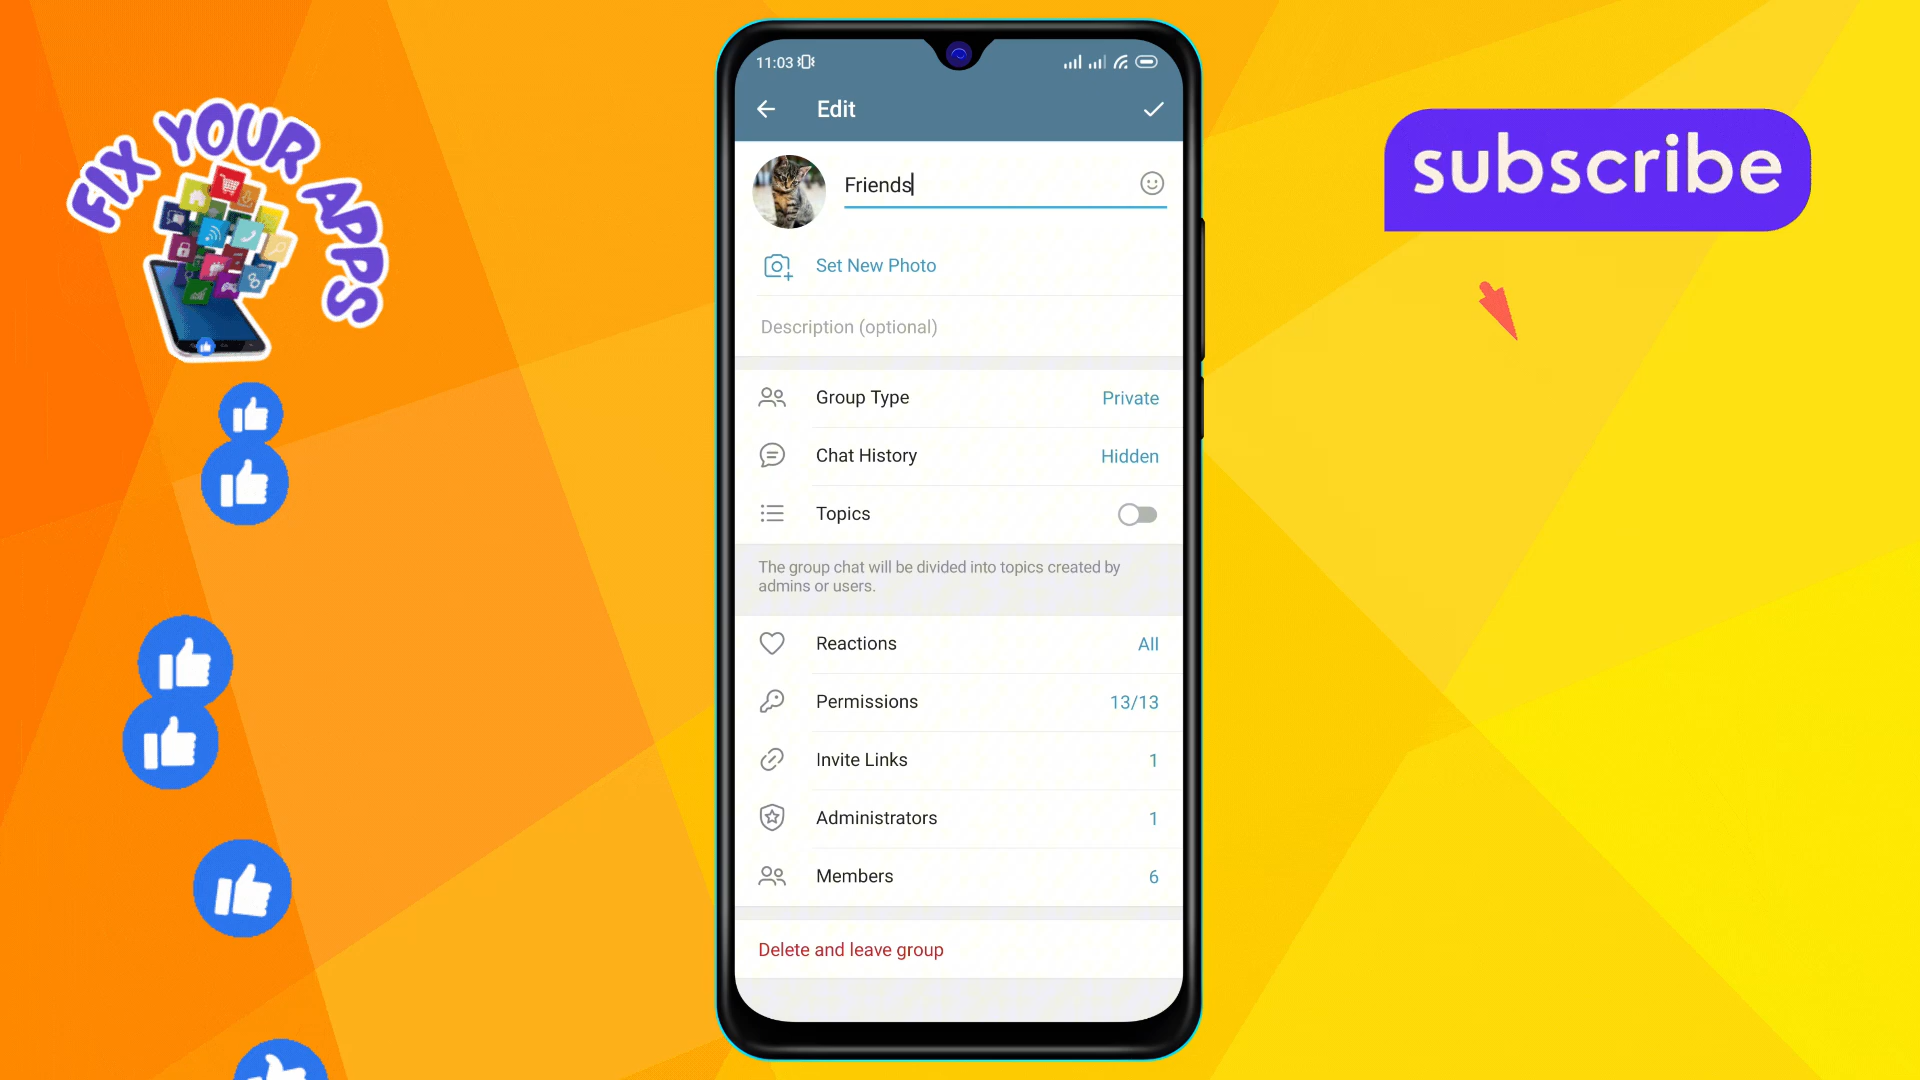 FIX YOUR APPS
subscribe
11:03
Edit
Friends
Set New Photo
Description (optional)
Group Type Private
Chat History Hidden
Topics
The group chat will be divided into topics created by
admins or users.
Reactions All
Permissions 13/13
Invite Links 1
Administrators 1
Members 6
Delete and leave group